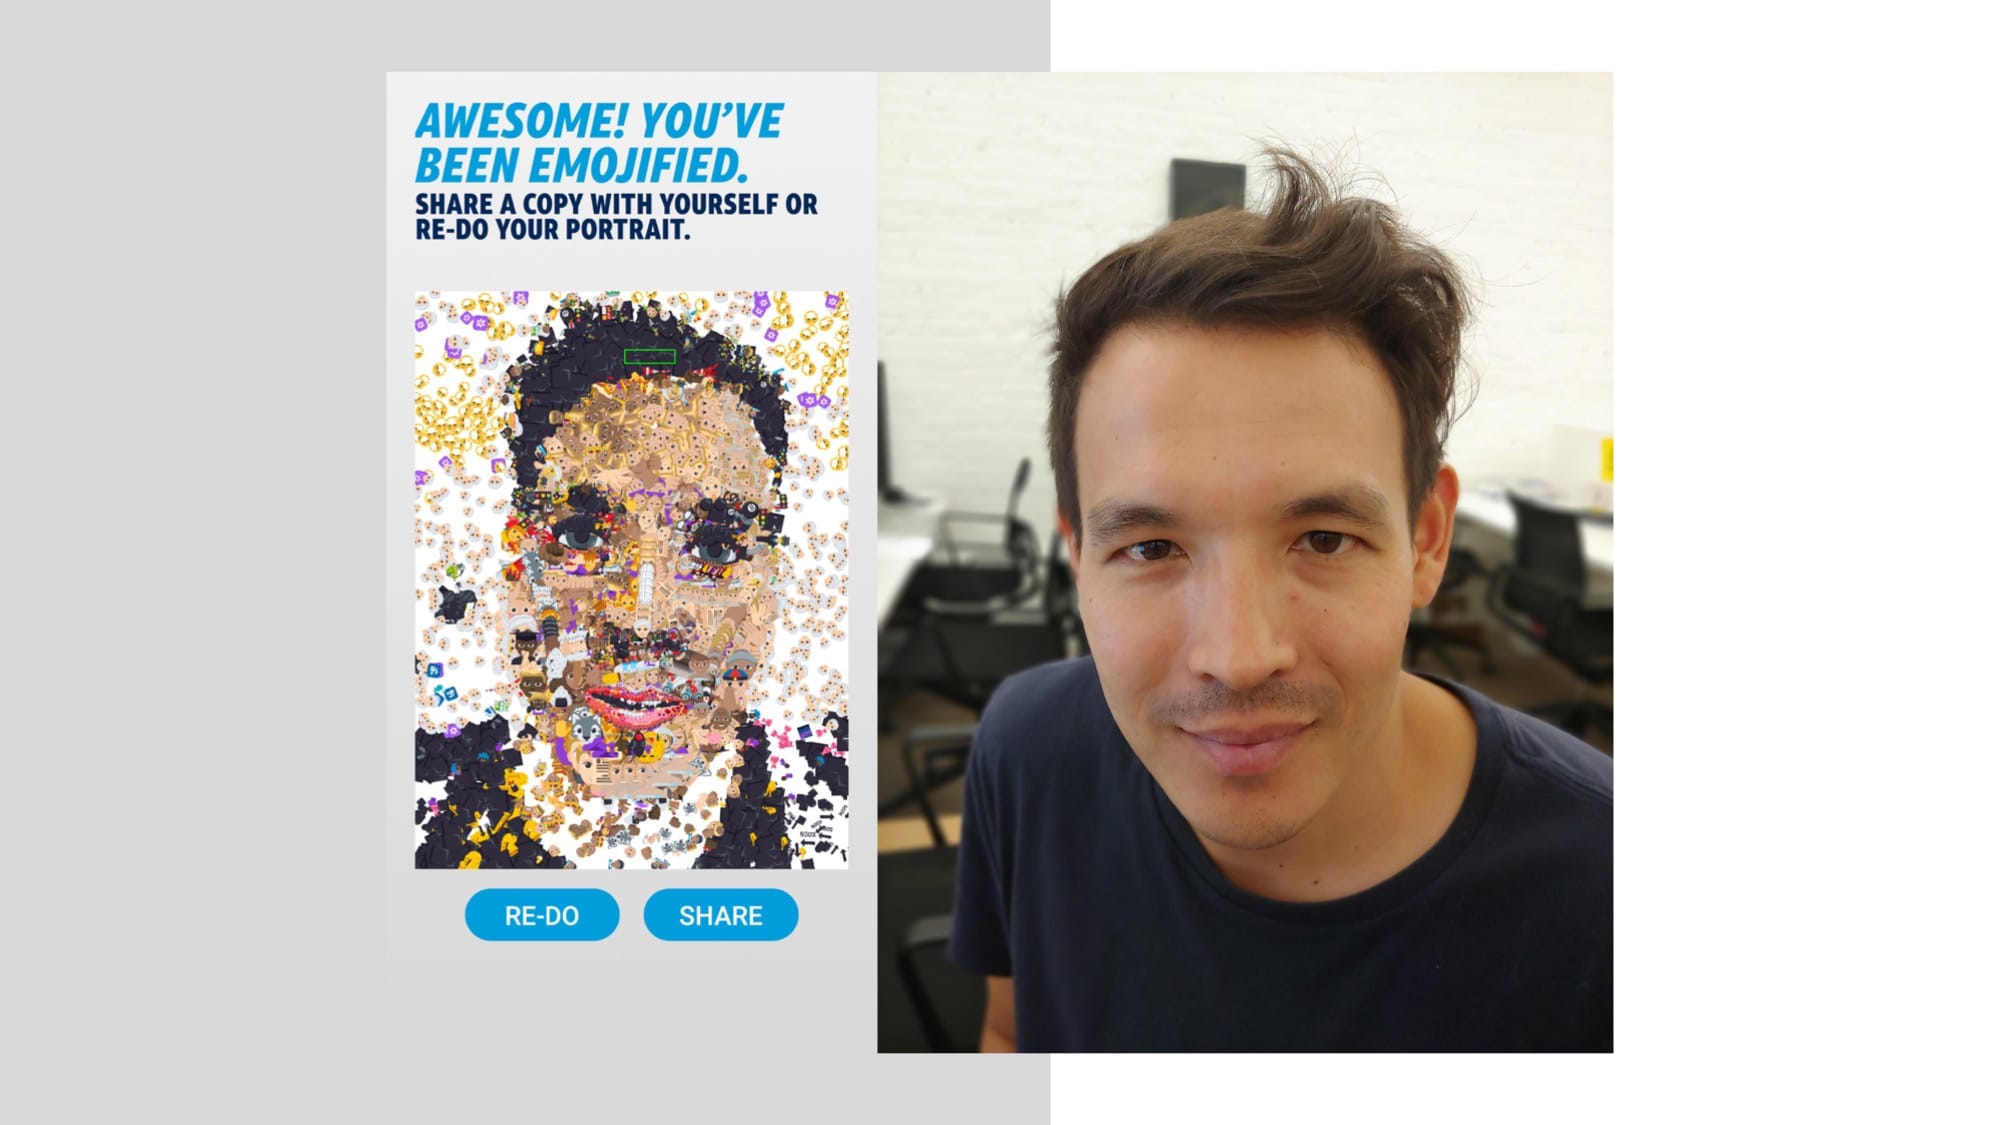 AWESOME! YOU'VE
BEEN EMOJIFIED.
SHARE A COPY WITH YOURSELF OR
RE-DO YOUR PORTRAIT.
RE-DO
SHARE